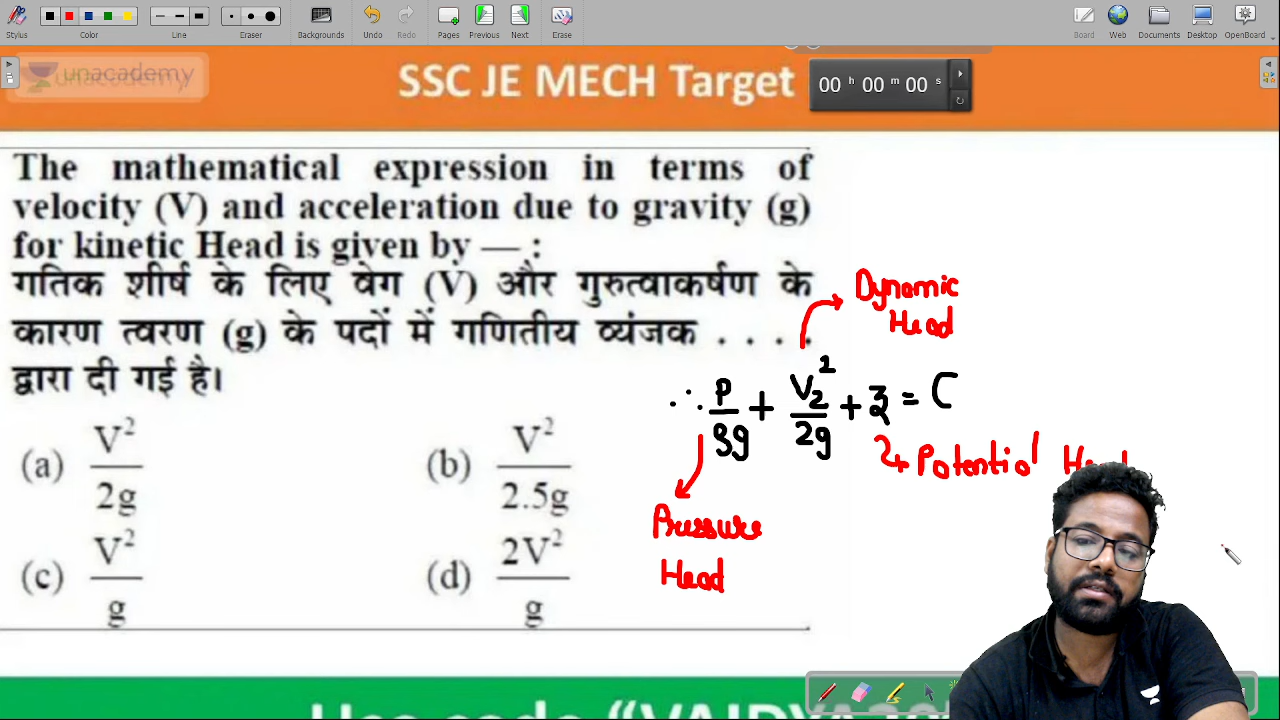 Stylus
Color
Line
Eraser
Backgrounds
Undo
Redo
Pages
Previous
Next
Erase
Board
Web
Documents
Desktop
OpenBoard
unacademy
SSC JE MECH Target
00 h 00 m 00 s
The mathematical expression in terms of
velocity (V) and acceleration due to gravity (g)
for kinetic Head is given by — :
गतिक शीर्ष के लिए वेग (V) और गुरुत्वाकर्षण के
कारण त्वरण (g) के पदों में गणितीय व्यंजक . . . .
द्वारा दी गई है।
(a) V²/2g
(b) V²/2.5g
(c) V²/g
(d) 2V²/g
Dynamic
Head
∴ P/ρg + V₂²/2g + z = C
Potential
Pressure
Head
Use code